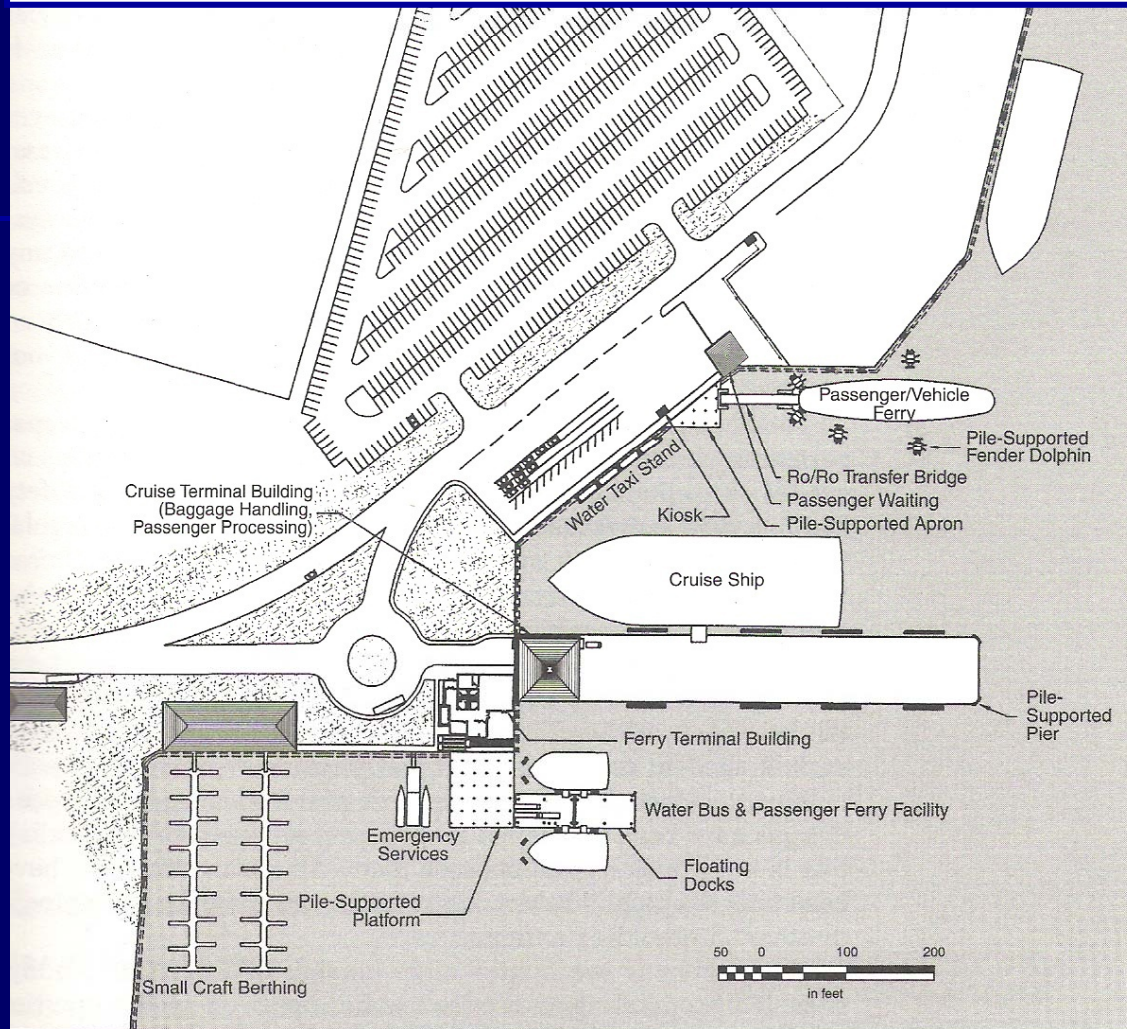 Passenger/Vehicle
Ferry
Pile-Supported
Fender Dolphin
Ro/Ro Transfer Bridge
Passenger Waiting
Pile-Supported Apron
Kiosk
Water Taxi Stand
Cruise Terminal Building
(Baggage Handling,
Passenger Processing)
Cruise Ship
Pile-
Supported
Pier
Ferry Terminal Building
Water Bus & Passenger Ferry Facility
Emergency
Services
Floating
Docks
Pile-Supported
Platform
Small Craft Berthing
50 0 100 200
in feet